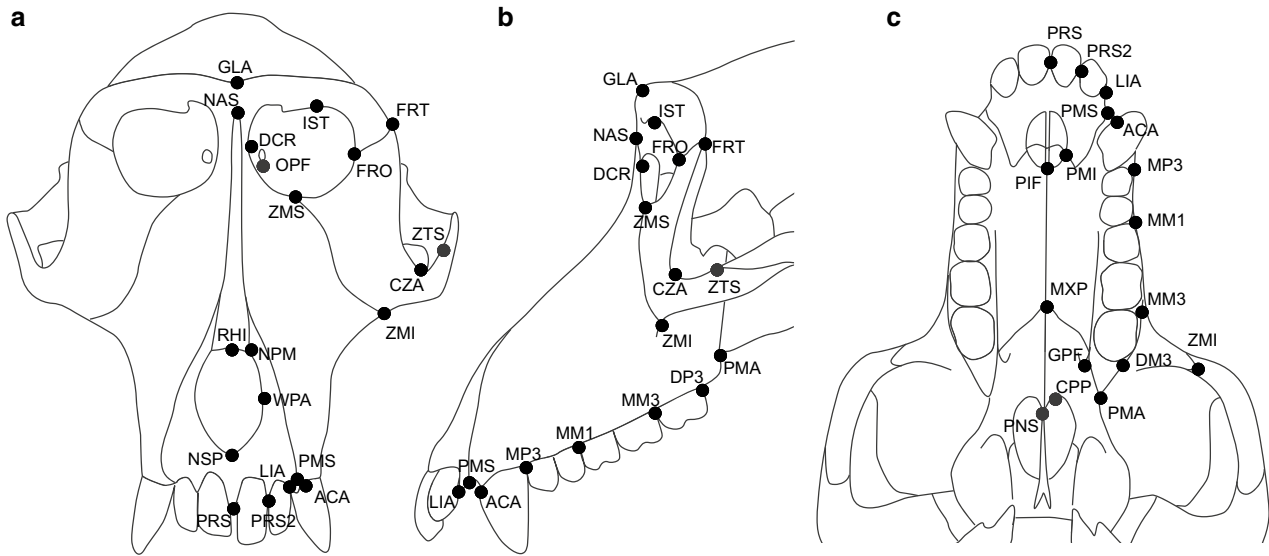 a
GLA
NAS
IST
FRT
DCR
OPF
FRO
ZMS
ZTS
CZA
ZMI
RHI
NPM
WPA
NSP
LIA
PMS
ACA
PRS
PRS2
b
GLA
IST
NAS
FRO
FRT
DCR
ZMS
CZA
ZTS
ZMI
PMA
DP3
MM3
MM1
MP3
PMS
LIA
ACA
c
PRS
PRS2
LIA
PMS
ACA
PIF
PMI
MP3
MM1
MXP
MM3
ZMI
GPF
DM3
CPP
PMA
PNS